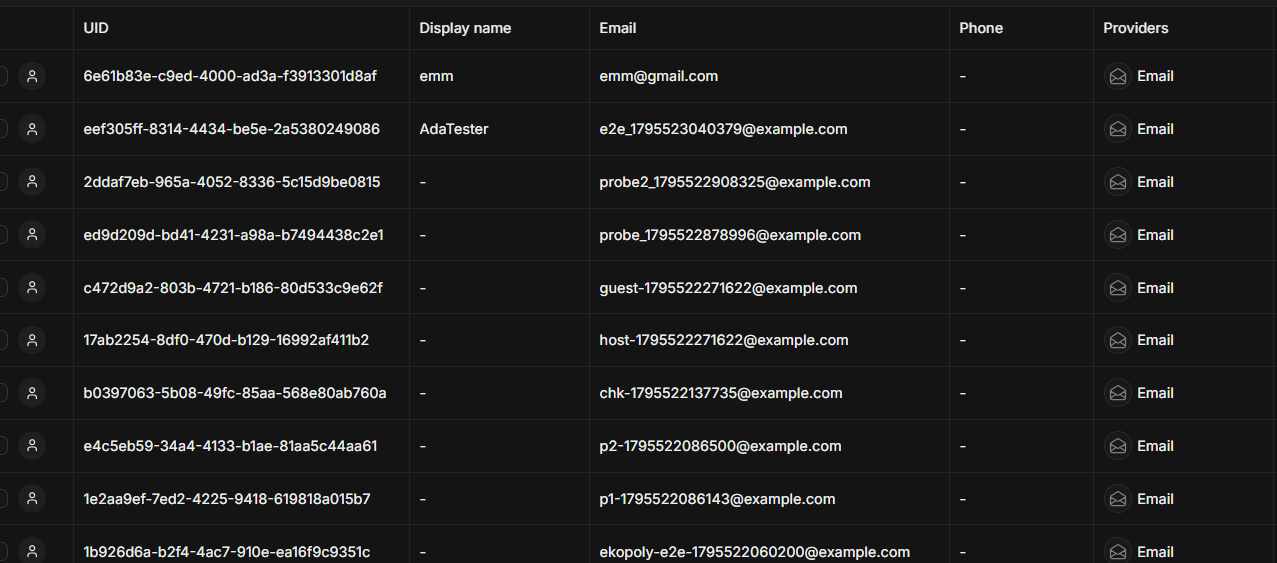 UID Display name Email Phone Providers
6e61b83e-c9ed-4000-ad3a-f3913301d8af emm emm@gmail.com - Email
eef305ff-8314-4434-be5e-2a5380249086 AdaTester e2e_1795523040379@example.com - Email
2ddaf7eb-965a-4052-8336-5c15d9be0815 - probe2_1795522908325@example.com - Email
ed9d209d-bd41-4231-a98a-b7494438c2e1 - probe_1795522878996@example.com - Email
c472d9a2-803b-4721-b186-80d533c9e62f - guest-1795522271622@example.com - Email
17ab2254-8df0-470d-b129-16992af411b2 - host-1795522271622@example.com - Email
b0397063-5b08-49fc-85aa-568e80ab760a - chk-1795522137735@example.com - Email
e4c5eb59-34a4-4133-b1ae-81aa5c44aa61 - p2-1795522086500@example.com - Email
1e2aa9ef-7ed2-4225-9418-619818a015b7 - p1-1795522086143@example.com - Email
1b926d6a-b2f4-4ac7-910e-ea16f9c9351c - ekopoly-e2e-1795522060200@example.com - Email